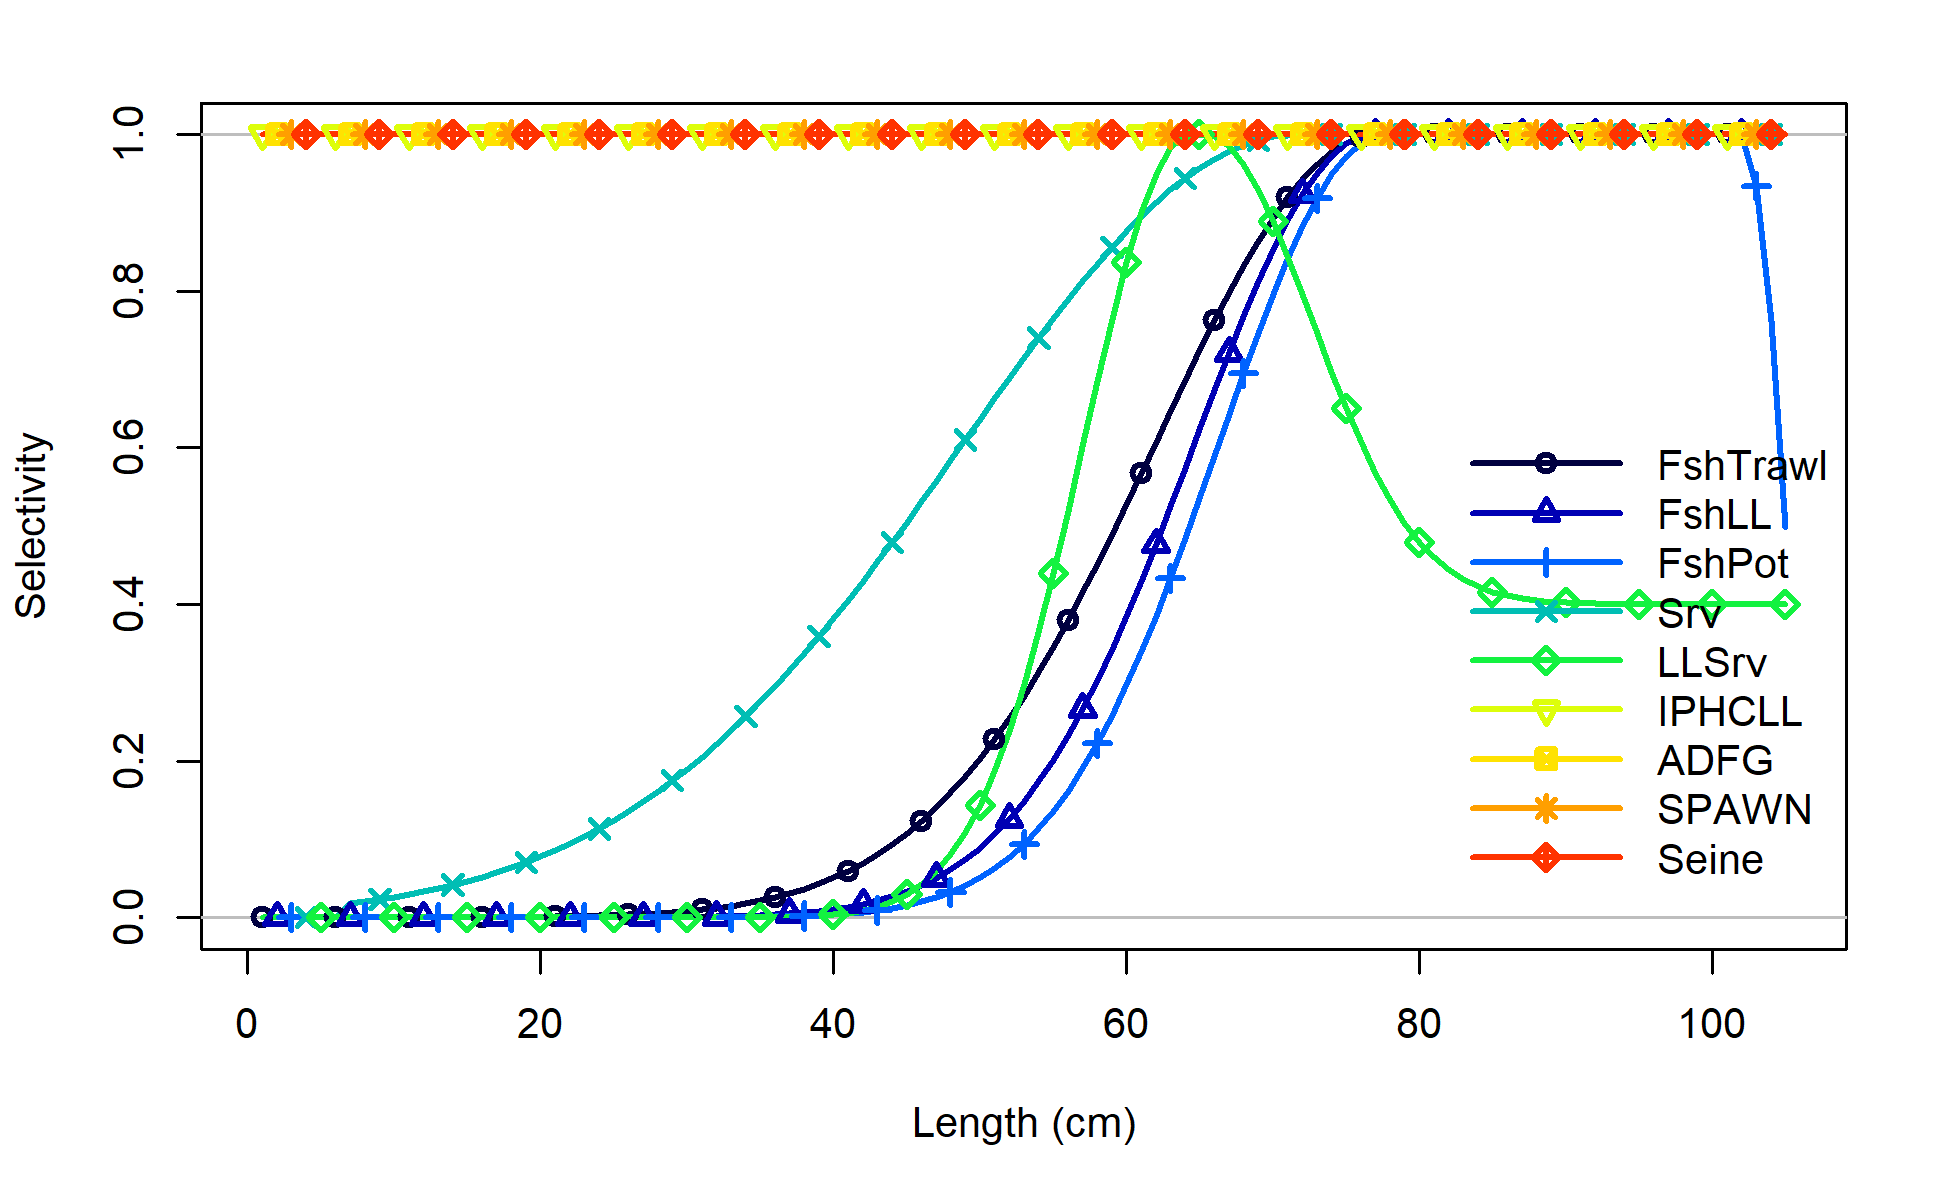 1.0
0.8
0.6
0.4
0.2
0.0
Selectivity
0 20 40 60 80 100
Length (cm)
FshTrawl
FshLL
FshPot
Srv
LLSrv
IPHCLL
ADFG
SPAWN
Seine